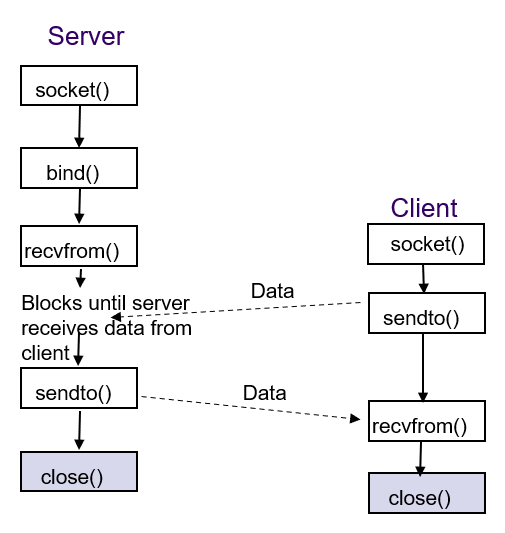 Server
socket()
bind()
recvfrom()
Blocks until server
receives data from
client
sendto()
close()
Data
Data
Client
socket()
sendto()
recvfrom()
close()